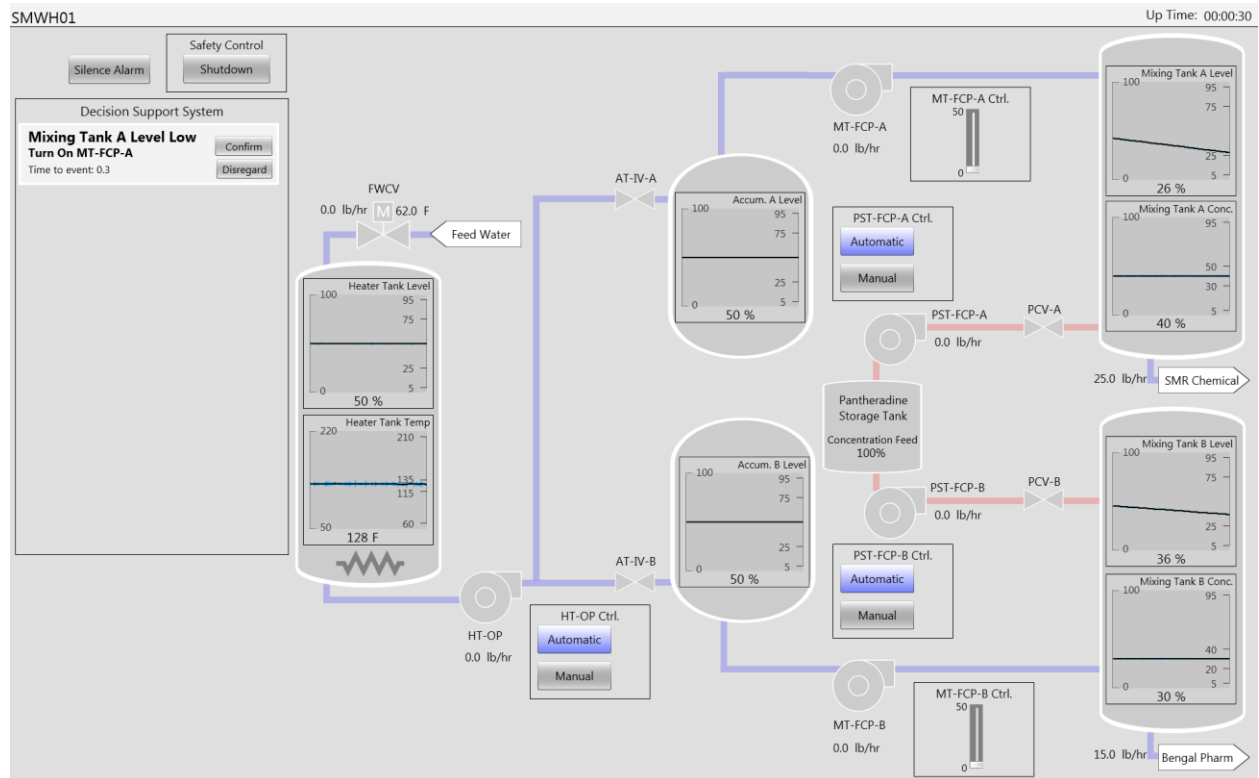 SMWH01
Up Time: 00:00:30
Silence Alarm
Safety Control
Shutdown
Decision Support System
Mixing Tank A Level Low
Turn On MT-FCP-A
Time to event: 0.3
Confirm
Disregard
FWCV
0.0 lb/hr
M
62.0 F
Feed Water
Heater Tank Level
100
95
75
25
5
0
50 %
Heater Tank Temp
220
210
135
115
60
50
128 F
HT-OP
0.0 lb/hr
HT-OP Ctrl.
Automatic
Manual
AT-IV-A
AT-IV-B
Accum. A Level
100
95
75
25
5
0
50 %
Accum. B Level
100
95
75
25
5
0
50 %
MT-FCP-A
0.0 lb/hr
MT-FCP-A Ctrl.
50
0
PST-FCP-A Ctrl.
Automatic
Manual
PST-FCP-A
0.0 lb/hr
PCV-A
Pantheradine
Storage Tank
Concentration Feed
100%
PST-FCP-B
0.0 lb/hr
PCV-B
PST-FCP-B Ctrl.
Automatic
Manual
MT-FCP-B
0.0 lb/hr
MT-FCP-B Ctrl.
50
0
Mixing Tank A Level
100
95
75
25
5
0
26 %
Mixing Tank A Conc.
100
95
50
30
5
0
40 %
25.0 lb/hr
SMR Chemical
Mixing Tank B Level
100
95
75
25
5
0
36 %
Mixing Tank B Conc.
100
95
40
20
5
0
30 %
15.0 lb/hr
Bengal Pharm